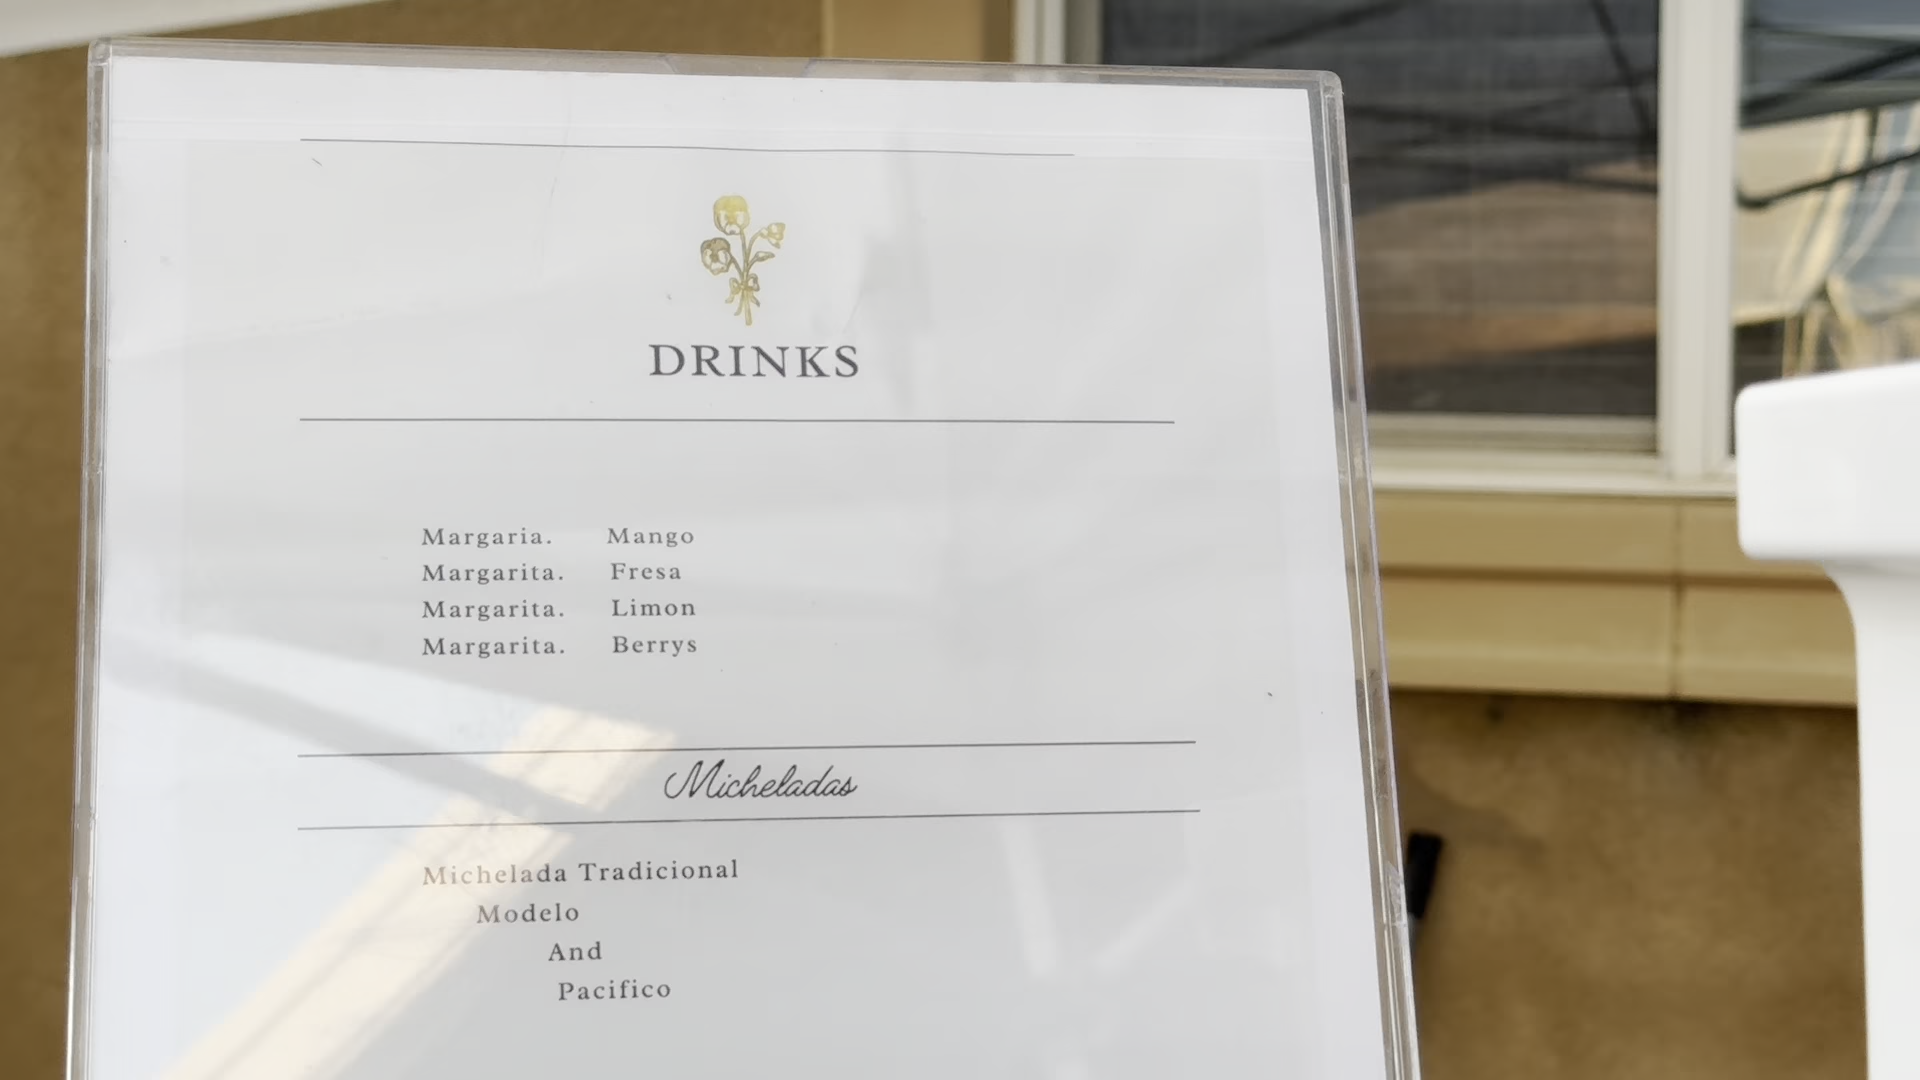 DRINKS
Margaria. Mango
Margarita. Fresa
Margarita. Limon
Margarita. Berrys
Micheladas
Michelada Tradicional
Modelo
And
Pacifico